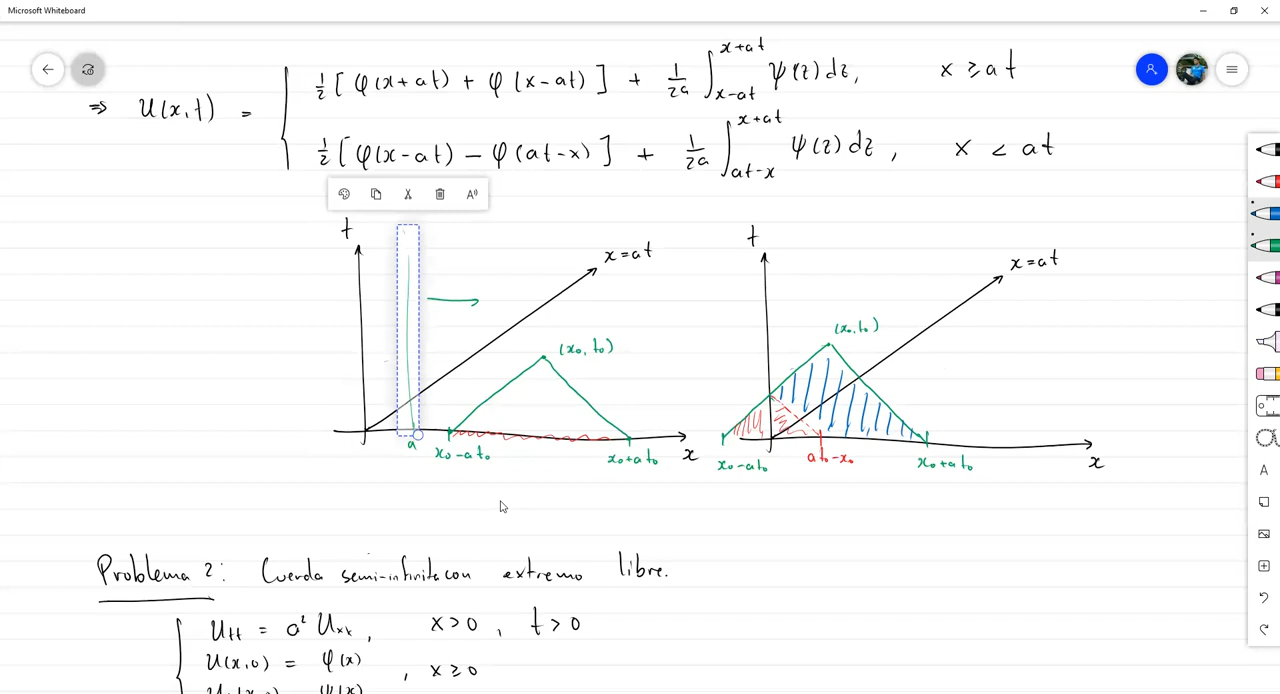 Microsoft Whiteboard
⇒ U(x,t) = { ½ [φ(x+at) + φ(x-at)] + 1/2a ∫_{x-at}^{x+at} ψ(z)dz, x ≥ at
½ [φ(x-at) - φ(at-x)] + 1/2a ∫_{at-x}^{x+at} ψ(z)dz, x < at
t
x=at
(x₀,t₀)
a
x₀-at₀
x₀+at₀
x
t
x=at
(x₀,t₀)
x₀-at₀
at₀-x₀
x₀+at₀
x
Problema 2: Cuerda semi-infinita con extremo libre.
Utt = a² Uxx, x>0, t>0
U(x,0) = φ(x)
, x≥0